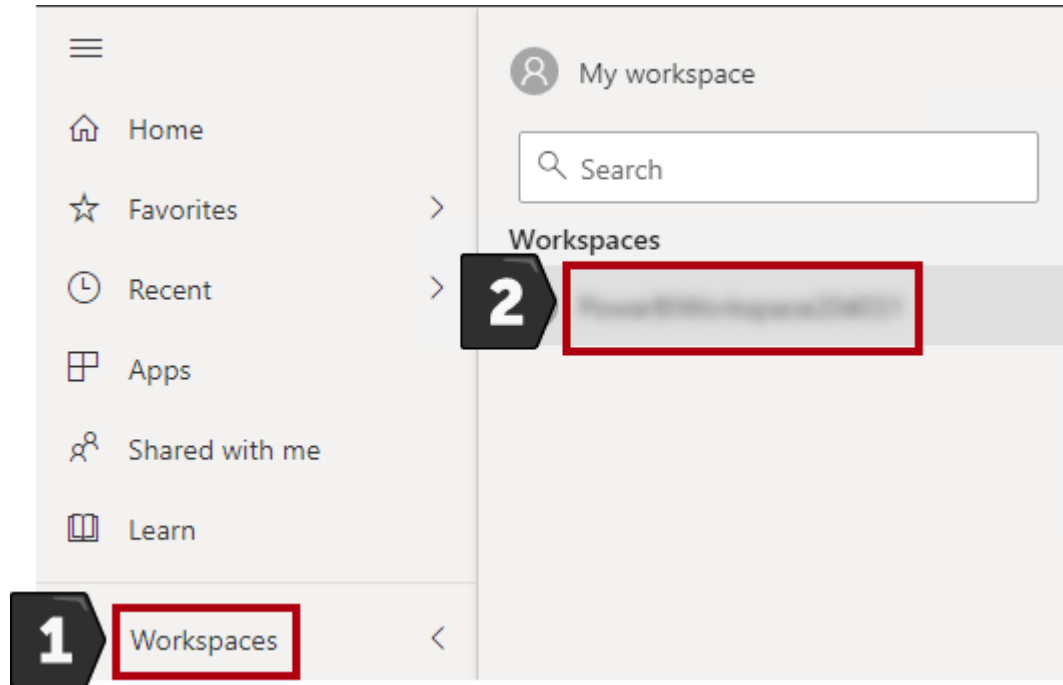 My workspace
Home
Search
Favorites
Workspaces
Recent
2
Apps
Shared with me
Learn
1
Workspaces